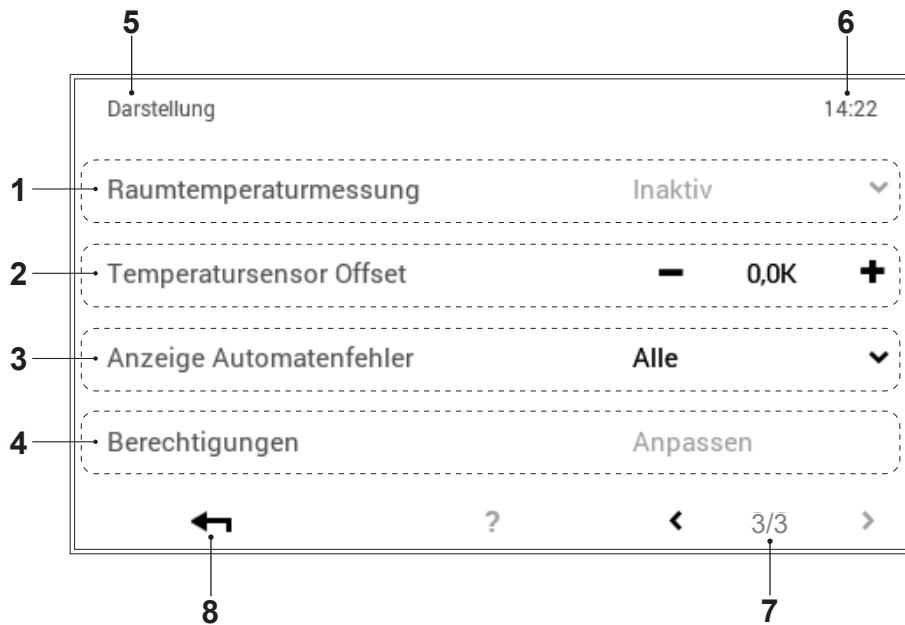 5 6
Darstellung 14:22
1 Raumtemperaturmessung Inaktiv
2 Temperatursensor Offset − 0,0K +
3 Anzeige Automatenfehler Alle
4 Berechtigungen Anpassen
? < 3/3 >
8 7